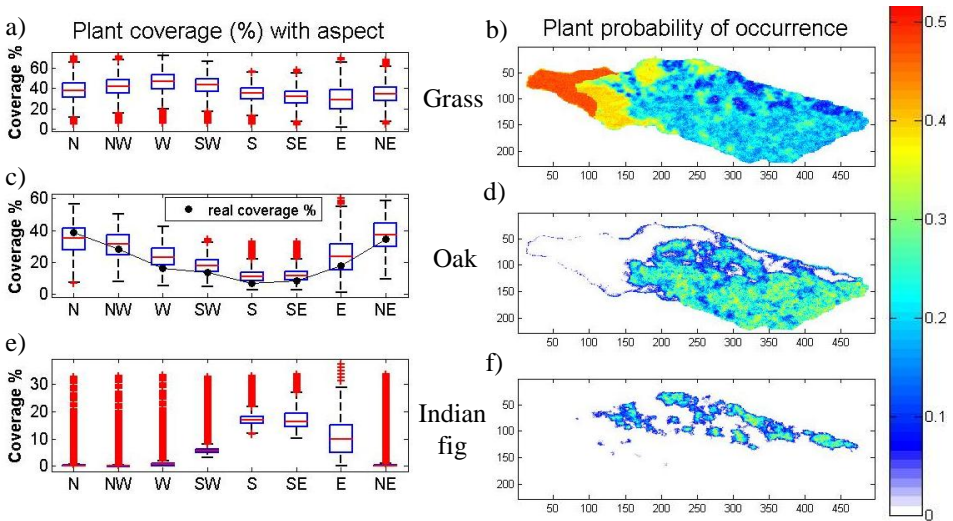 a)
Plant coverage (%) with aspect
Coverage %
60
40
20
0
N NW W SW S SE E NE
Grass
b)
Plant probability of occurrence
50
100
150
200
50 100 150 200 250 300 350 400 450
c)
Coverage %
60
40
20
0
real coverage %
N NW W SW S SE E NE
Oak
d)
50
100
150
200
50 100 150 200 250 300 350 400 450
e)
Coverage %
30
20
10
0
N NW W SW S SE E NE
Indian
fig
f)
50
100
150
200
50 100 150 200 250 300 350 400 450
0.5
0.4
0.3
0.2
0.1
0